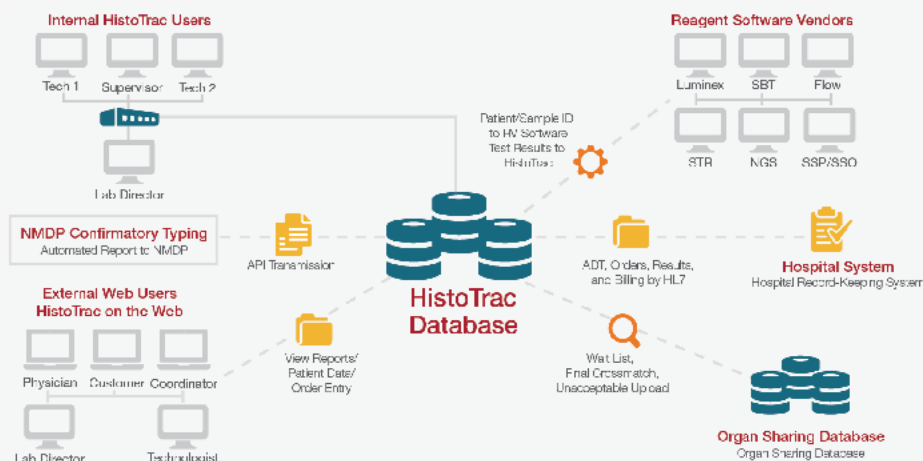 Internal HistoTrac Users
Tech 1
Supervisor
Tech 2
Lab Director
NMDP Confirmatory Typing
Automated Report to NMDP
API Transmission
External Web Users
HistoTrac on the Web
Physician
Customer
Coordinator
Lab Director
Technologist
View Reports/
Patient Data/
Order Entry
HistoTrac
Database
Patient/Sample ID
to RV Software
Test Results to
HistoTrac
Reagent Software Vendors
Luminex
SBT
Flow
STR
NGS
SSP/SSO
ADT, Orders, Results,
and Billing by HL7
Hospital System
Hospital Record-Keeping System
Wait List,
Final Crossmatch,
Unacceptable Upload
Organ Sharing Database
Organ Sharing Database